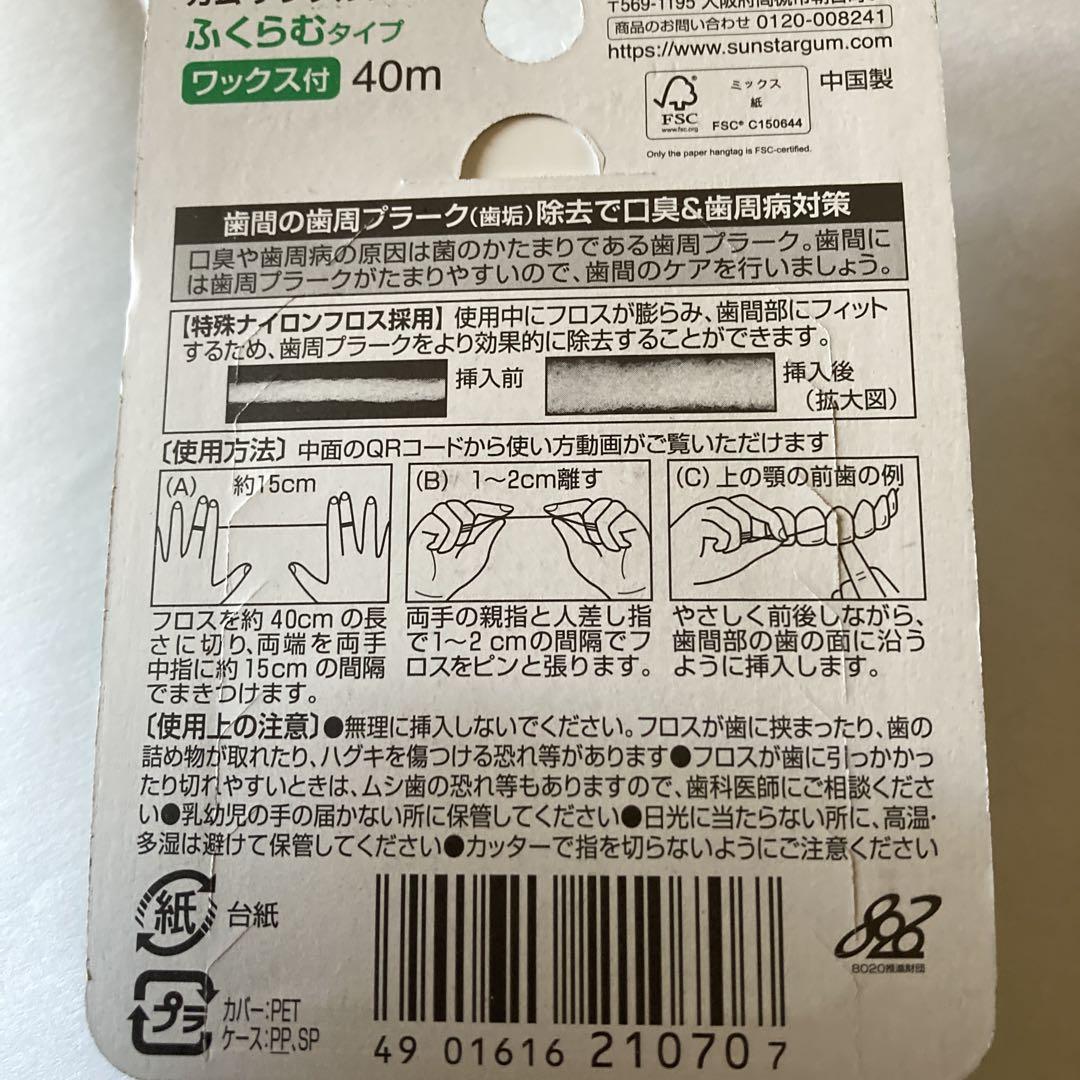 ふくらむタイプ
ワックス付 40m
〒569-1195 大阪府高槻市朝日町
商品のお問い合わせ 0120-008241
https://www.sunstargum.com
FSC
www.fsc.org
ミックス
紙
FSC® C150644
中国製
Only the paper hangtag is FSC-certified.
歯間の歯周プラーク(歯垢)除去で口臭&歯周病対策
口臭や歯周病の原因は菌のかたまりである歯周プラーク。歯間に
は歯周プラークがたまりやすいので、歯間のケアを行いましょう。
【特殊ナイロンフロス採用】使用中にフロスが膨らみ、歯間部にフィット
するため、歯周プラークをより効果的に除去することができます。
挿入前
挿入後
(拡大図)
〔使用方法〕中面のQRコードから使い方動画がご覧いただけます
(A) 約15cm
(B) 1～2cm離す
(C) 上の顎の前歯の例
フロスを約40cmの長
さに切り、両端を両手
中指に約15cmの間隔
でまきつけます。
両手の親指と人差し指
で1～2cmの間隔でフ
ロスをピンと張ります。
やさしく前後しながら、
歯間部の歯の面に沿う
ように挿入します。
〔使用上の注意〕●無理に挿入しないでください。フロスが歯に挟まったり、歯の
詰め物が取れたり、ハグキを傷つける恐れ等があります●フロスが歯に引っかかっ
たり切れやすいときは、ムシ歯の恐れ等もありますので、歯科医師にご相談くださ
い●乳幼児の手の届かない所に保管してください●日光に当たらない所に、高温・
多湿は避けて保管してください●カッターで指を切らないようにご注意ください
紙 台紙
プラ
カバー:PET
ケース:PP,SP
49 01616 21070 7
8020
8020推進財団